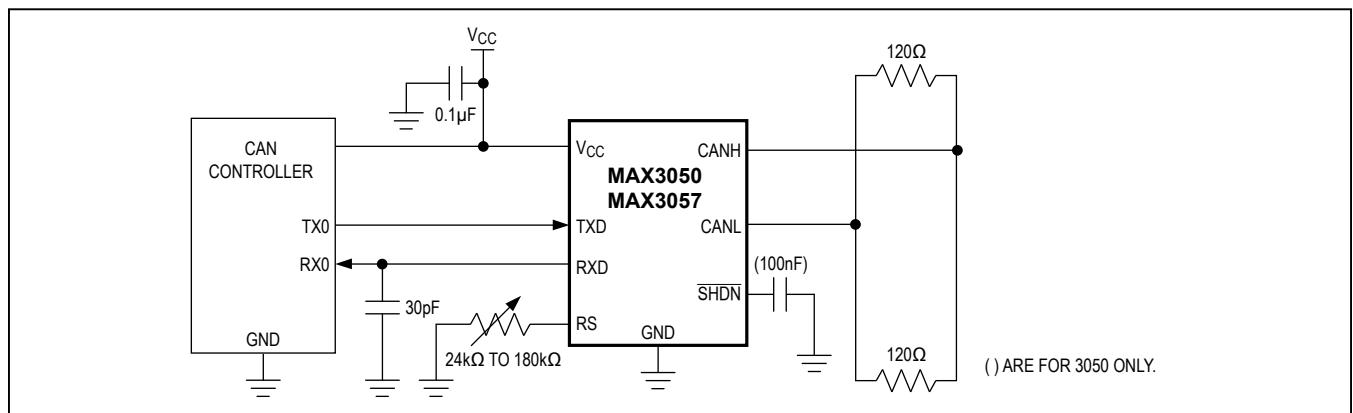 VCC
0.1µF
120Ω
CAN
CONTROLLER
TX0
RX0
GND
30pF
24kΩ TO 180kΩ
VCC
TXD
RXD
RS
MAX3050
MAX3057
GND
CANH
CANL
SHDN
(100nF)
120Ω
( ) ARE FOR 3050 ONLY.